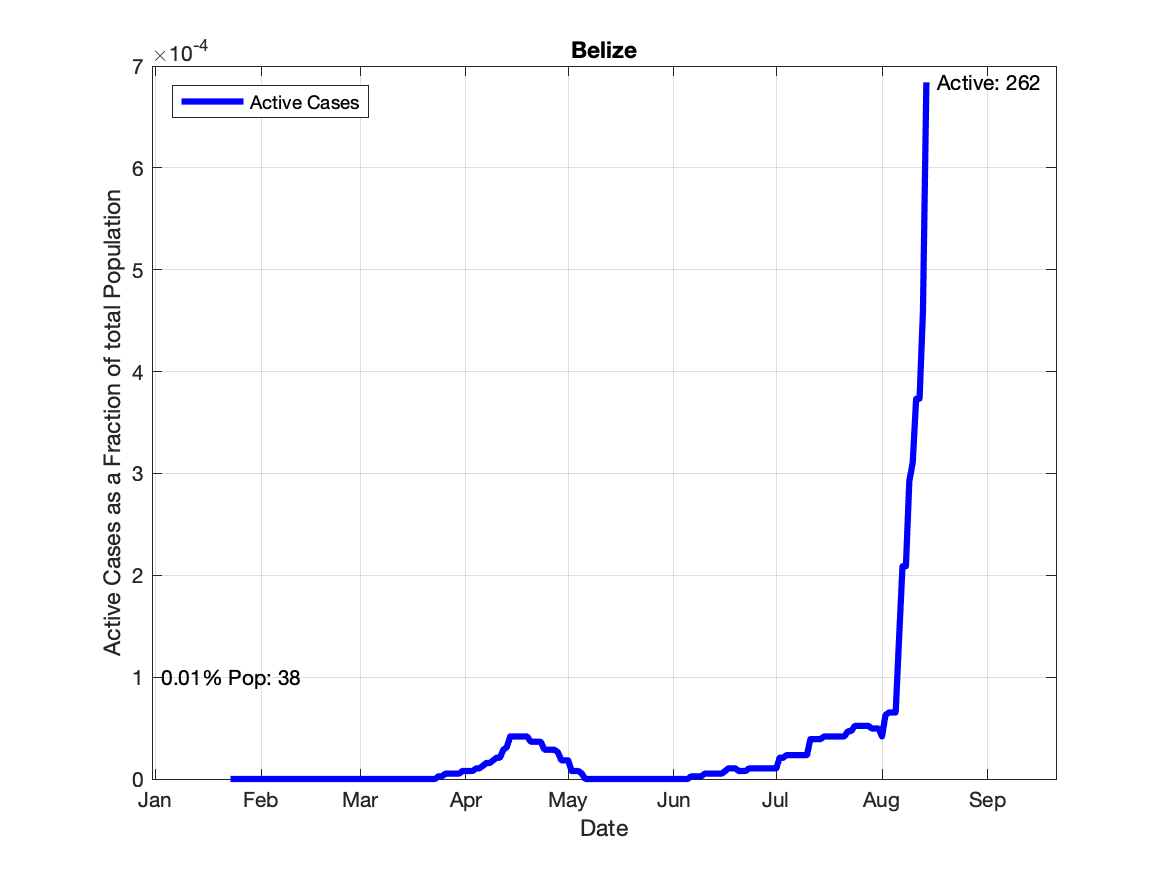 Belize
×10-4
7
6
5
4
3
2
1
0
Active Cases as a Fraction of total Population
Active Cases
Active: 262
0.01% Pop: 38
Jan Feb Mar Apr May Jun Jul Aug Sep
Date